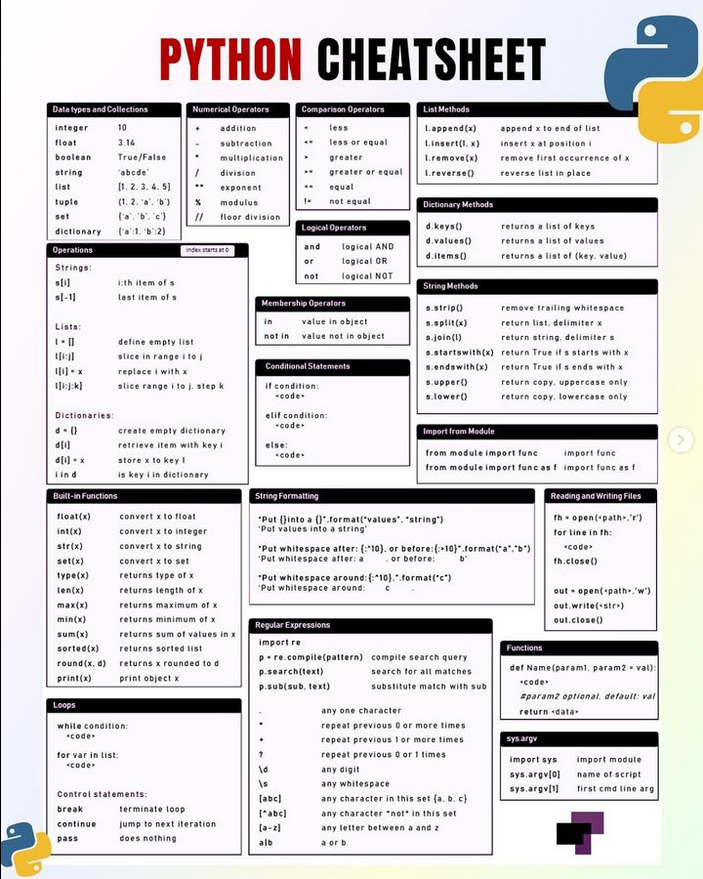 PYTHON CHEATSHEET
Data types and Collections
integer 10
float 3.14
boolean True/False
string 'abcde'
list [1, 2, 3, 4, 5]
tuple (1, 2, 'a', 'b')
set {'a', 'b', 'c'}
dictionary {'a':1, 'b':2}
Numerical Operators
+ addition
- subtraction
* multiplication
/ division
** exponent
% modulus
// floor division
Comparison Operators
< less
<= less or equal
> greater
>= greater or equal
== equal
!= not equal
Logical Operators
and logical AND
or logical OR
not logical NOT
List Methods
l.append(x) append x to end of list
l.insert(I, x) insert x at position i
l.remove(x) remove first occurrence of x
l.reverse() reverse list in place
Dictionary Methods
d.keys() returns a list of keys
d.values() returns a list of values
d.items() returns a list of (key, value)
Operations index starts at 0
Strings:
s[i] i:th item of s
s[-1] last item of s
Lists:
l = [] define empty list
l[i:j] slice in range i to j
l[i] = x replace i with x
l[i:j:k] slice range i to j, step k
Dictionaries:
d = {} create empty dictionary
d[i] retrieve item with key i
d[i] = x store x to key i
i in d is key i in dictionary
Membership Operators
in value in object
not in value not in object
Conditional Statements
if condition:
<code>
elif condition:
<code>
else:
<code>
String Methods
s.strip() remove trailing whitespace
s.split(x) return list, delimiter x
s.join(l) return string, delimiter s
s.startswith(x) return True if s starts with x
s.endswith(x) return True if s ends with x
s.upper() return copy, uppercase only
s.lower() return copy, lowercase only
Import from Module
from module import func import func
from module import func as f import func as f
Built-in Functions
float(x) convert x to float
int(x) convert x to integer
str(x) convert x to string
set(x) convert x to set
type(x) returns type of x
len(x) returns length of x
max(x) returns maximum of x
min(x) returns minimum of x
sum(x) returns sum of values in x
sorted(x) returns sorted list
round(x, d) returns x rounded to d
print(x) print object x
String Formatting
"Put {}into a {}".format("values", "string")
'Put values into a string'
"Put whitespace after: {:"10}, or before:{:>10}".format("a","b")
'Put whitespace after: a , or before: b'
"Put whitespace around:{:^10}.".format("c")
'Put whitespace around: c .
Reading and Writing Files
fh = open(<path>,'r')
for line in fh:
<code>
fh.close()
out = open(<path>,'w')
out.write(<str>)
out.close()
Loops
while condition:
<code>
for var in list:
<code>
Control statements:
break terminate loop
continue jump to next iteration
pass does nothing
Regular Expressions
import re
p = re.compile(pattern) compile search query
p.search(text) search for all matches
p.sub(sub, text) substitute match with sub
. any one character
* repeat previous 0 or more times
+ repeat previous 1 or more times
? repeat previous 0 or 1 times
\d any digit
\s any whitespace
[abc] any character in this set {a, b, c}
[^abc] any character *not* in this set
[a-z] any letter between a and z
a|b a or b
Functions
def Name(param1, param2 = val):
<code>
#param2 optional, default: val
return <data>
sys.argv
import sys import module
sys.argv[0] name of script
sys.argv[1] first cmd line arg